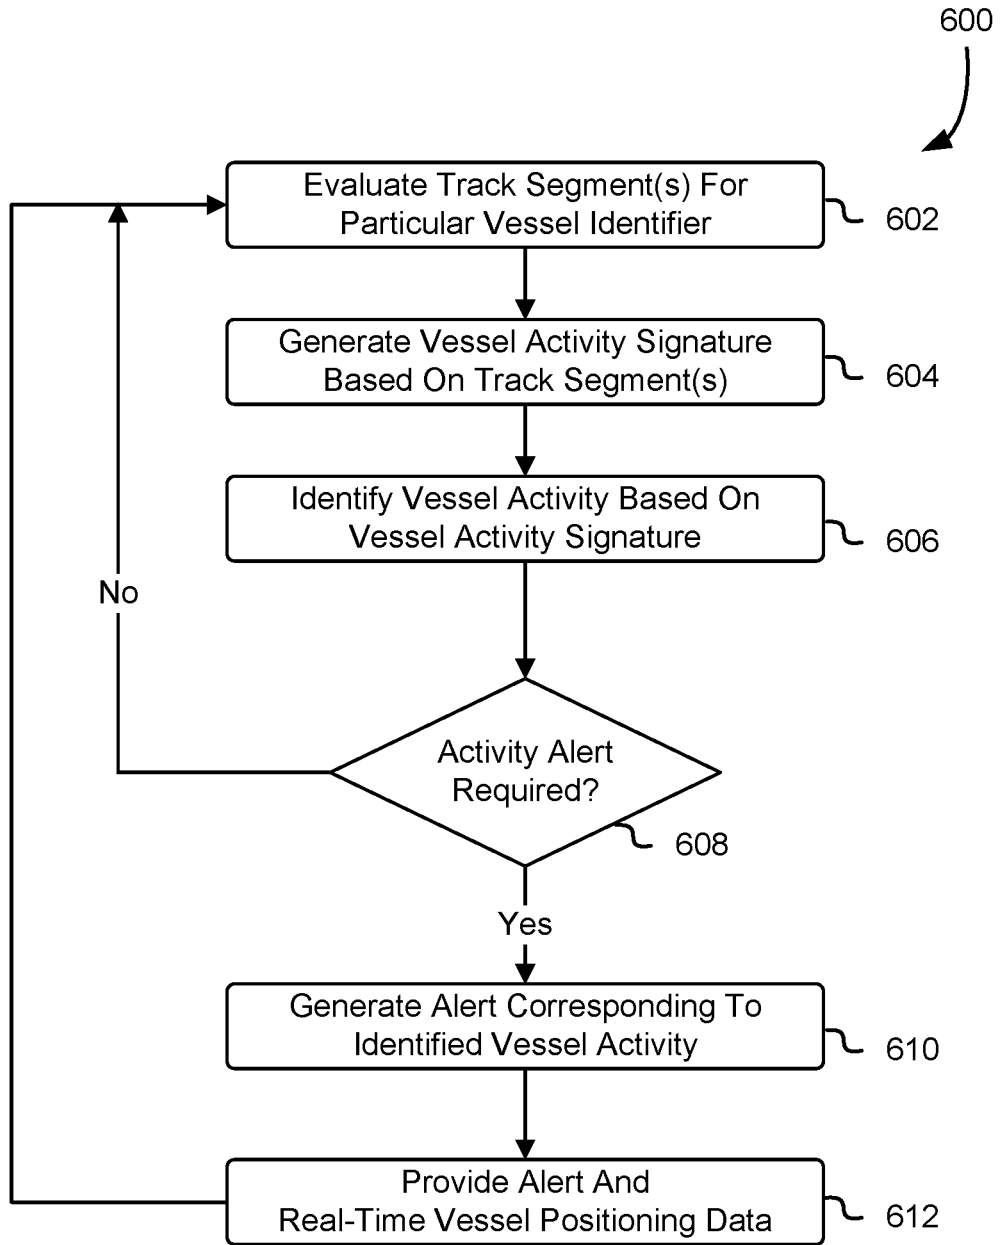 600
Evaluate Track Segment(s) For
Particular Vessel Identifier
602
Generate Vessel Activity Signature
Based On Track Segment(s)
604
Identify Vessel Activity Based On
Vessel Activity Signature
606
No
Activity Alert
Required?
608
Yes
Generate Alert Corresponding To
Identified Vessel Activity
610
Provide Alert And
Real-Time Vessel Positioning Data
612